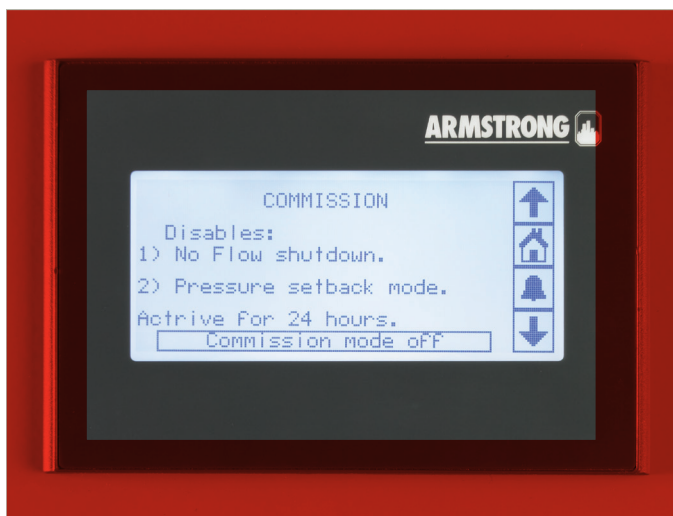 ARMSTRONG
COMMISSION
Disables:
1) No Flow shutdown.
2) Pressure setback mode.
Actrive for 24 hours.
Commission mode off